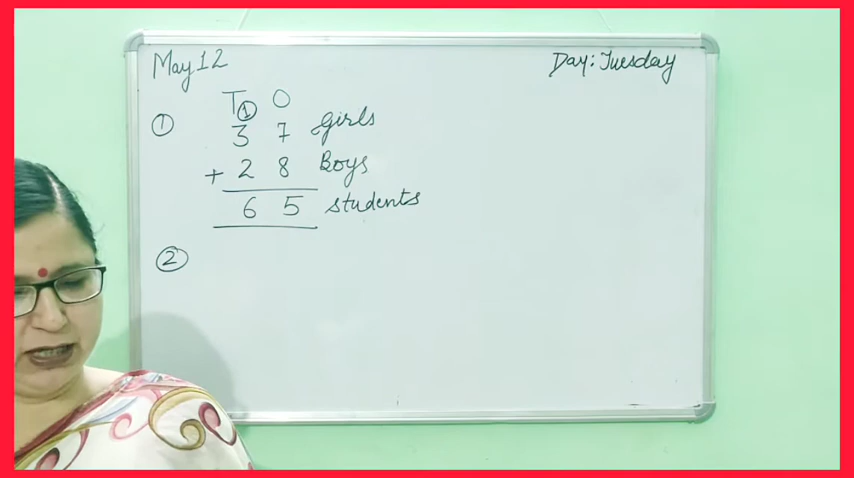 May 12 Day: Tuesday
T O
① ①
3 7 girls
+ 2 8 Boys
6 5 students
②